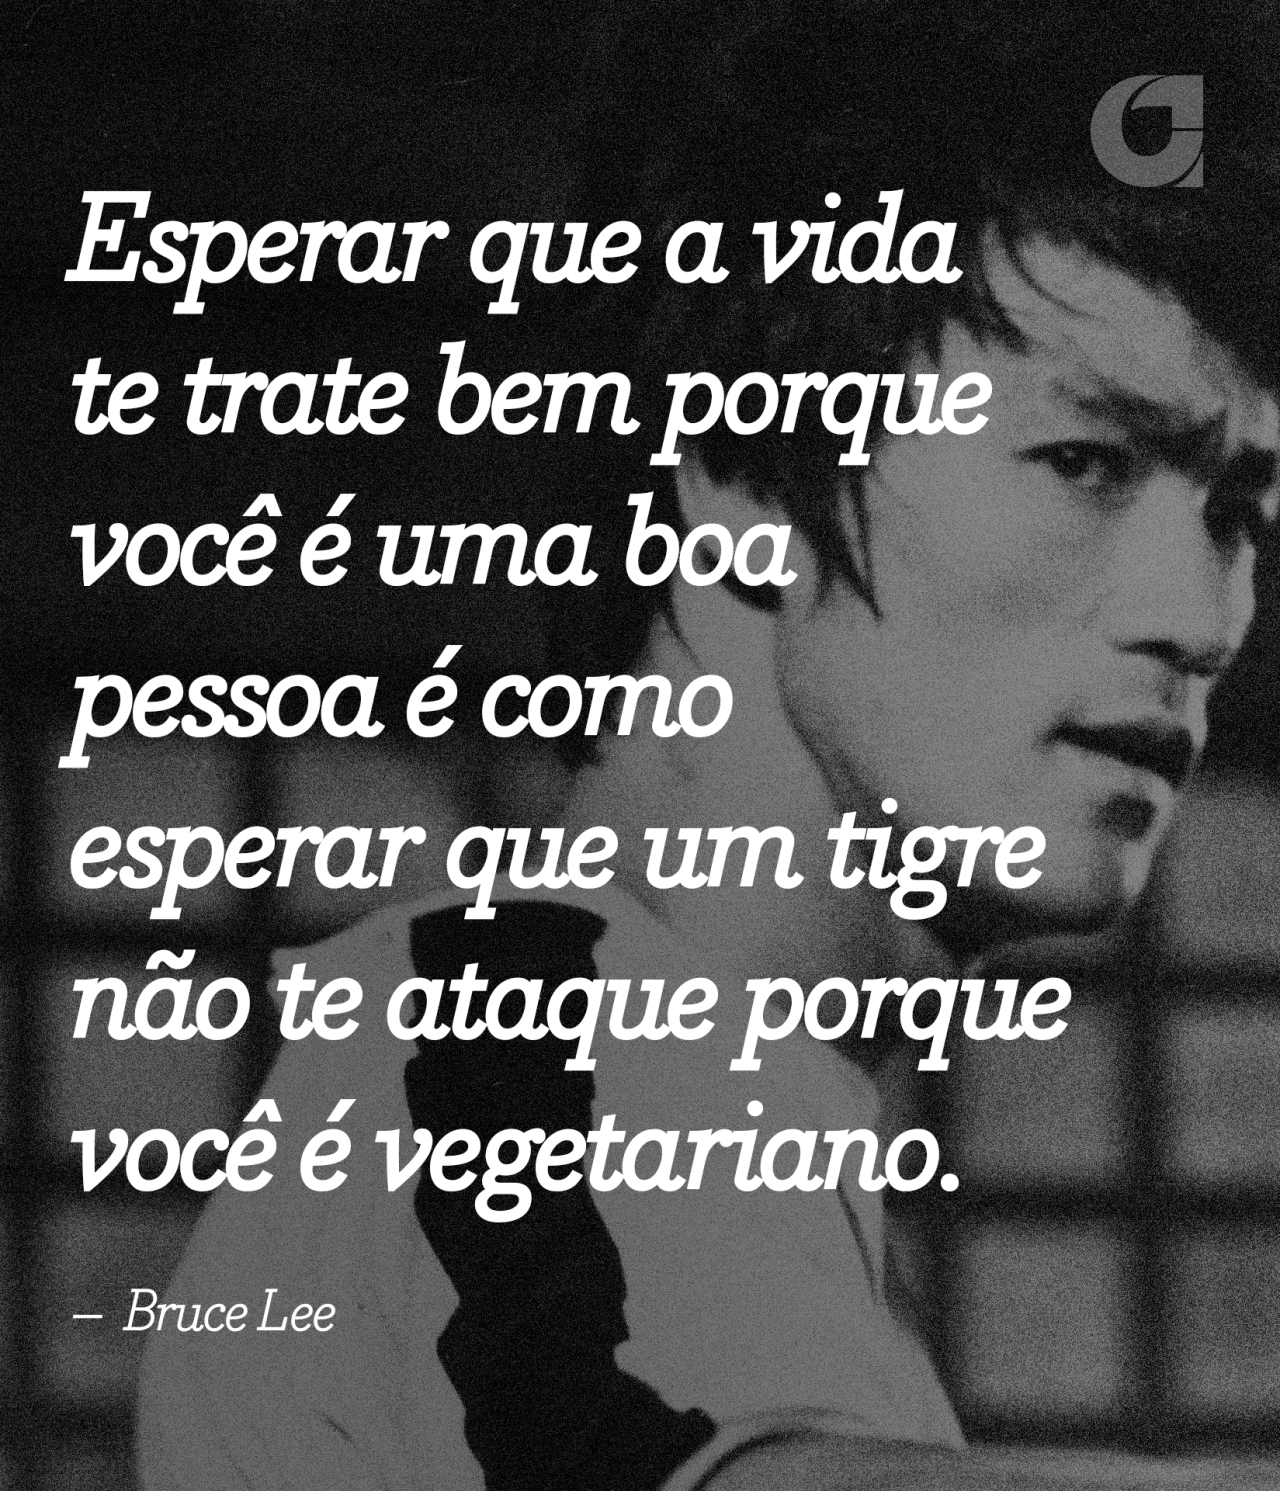 Esperar que a vida
te trate bem porque
você é uma boa
pessoa é como
esperar que um tigre
não te ataque porque
você é vegetariano.
– Bruce Lee